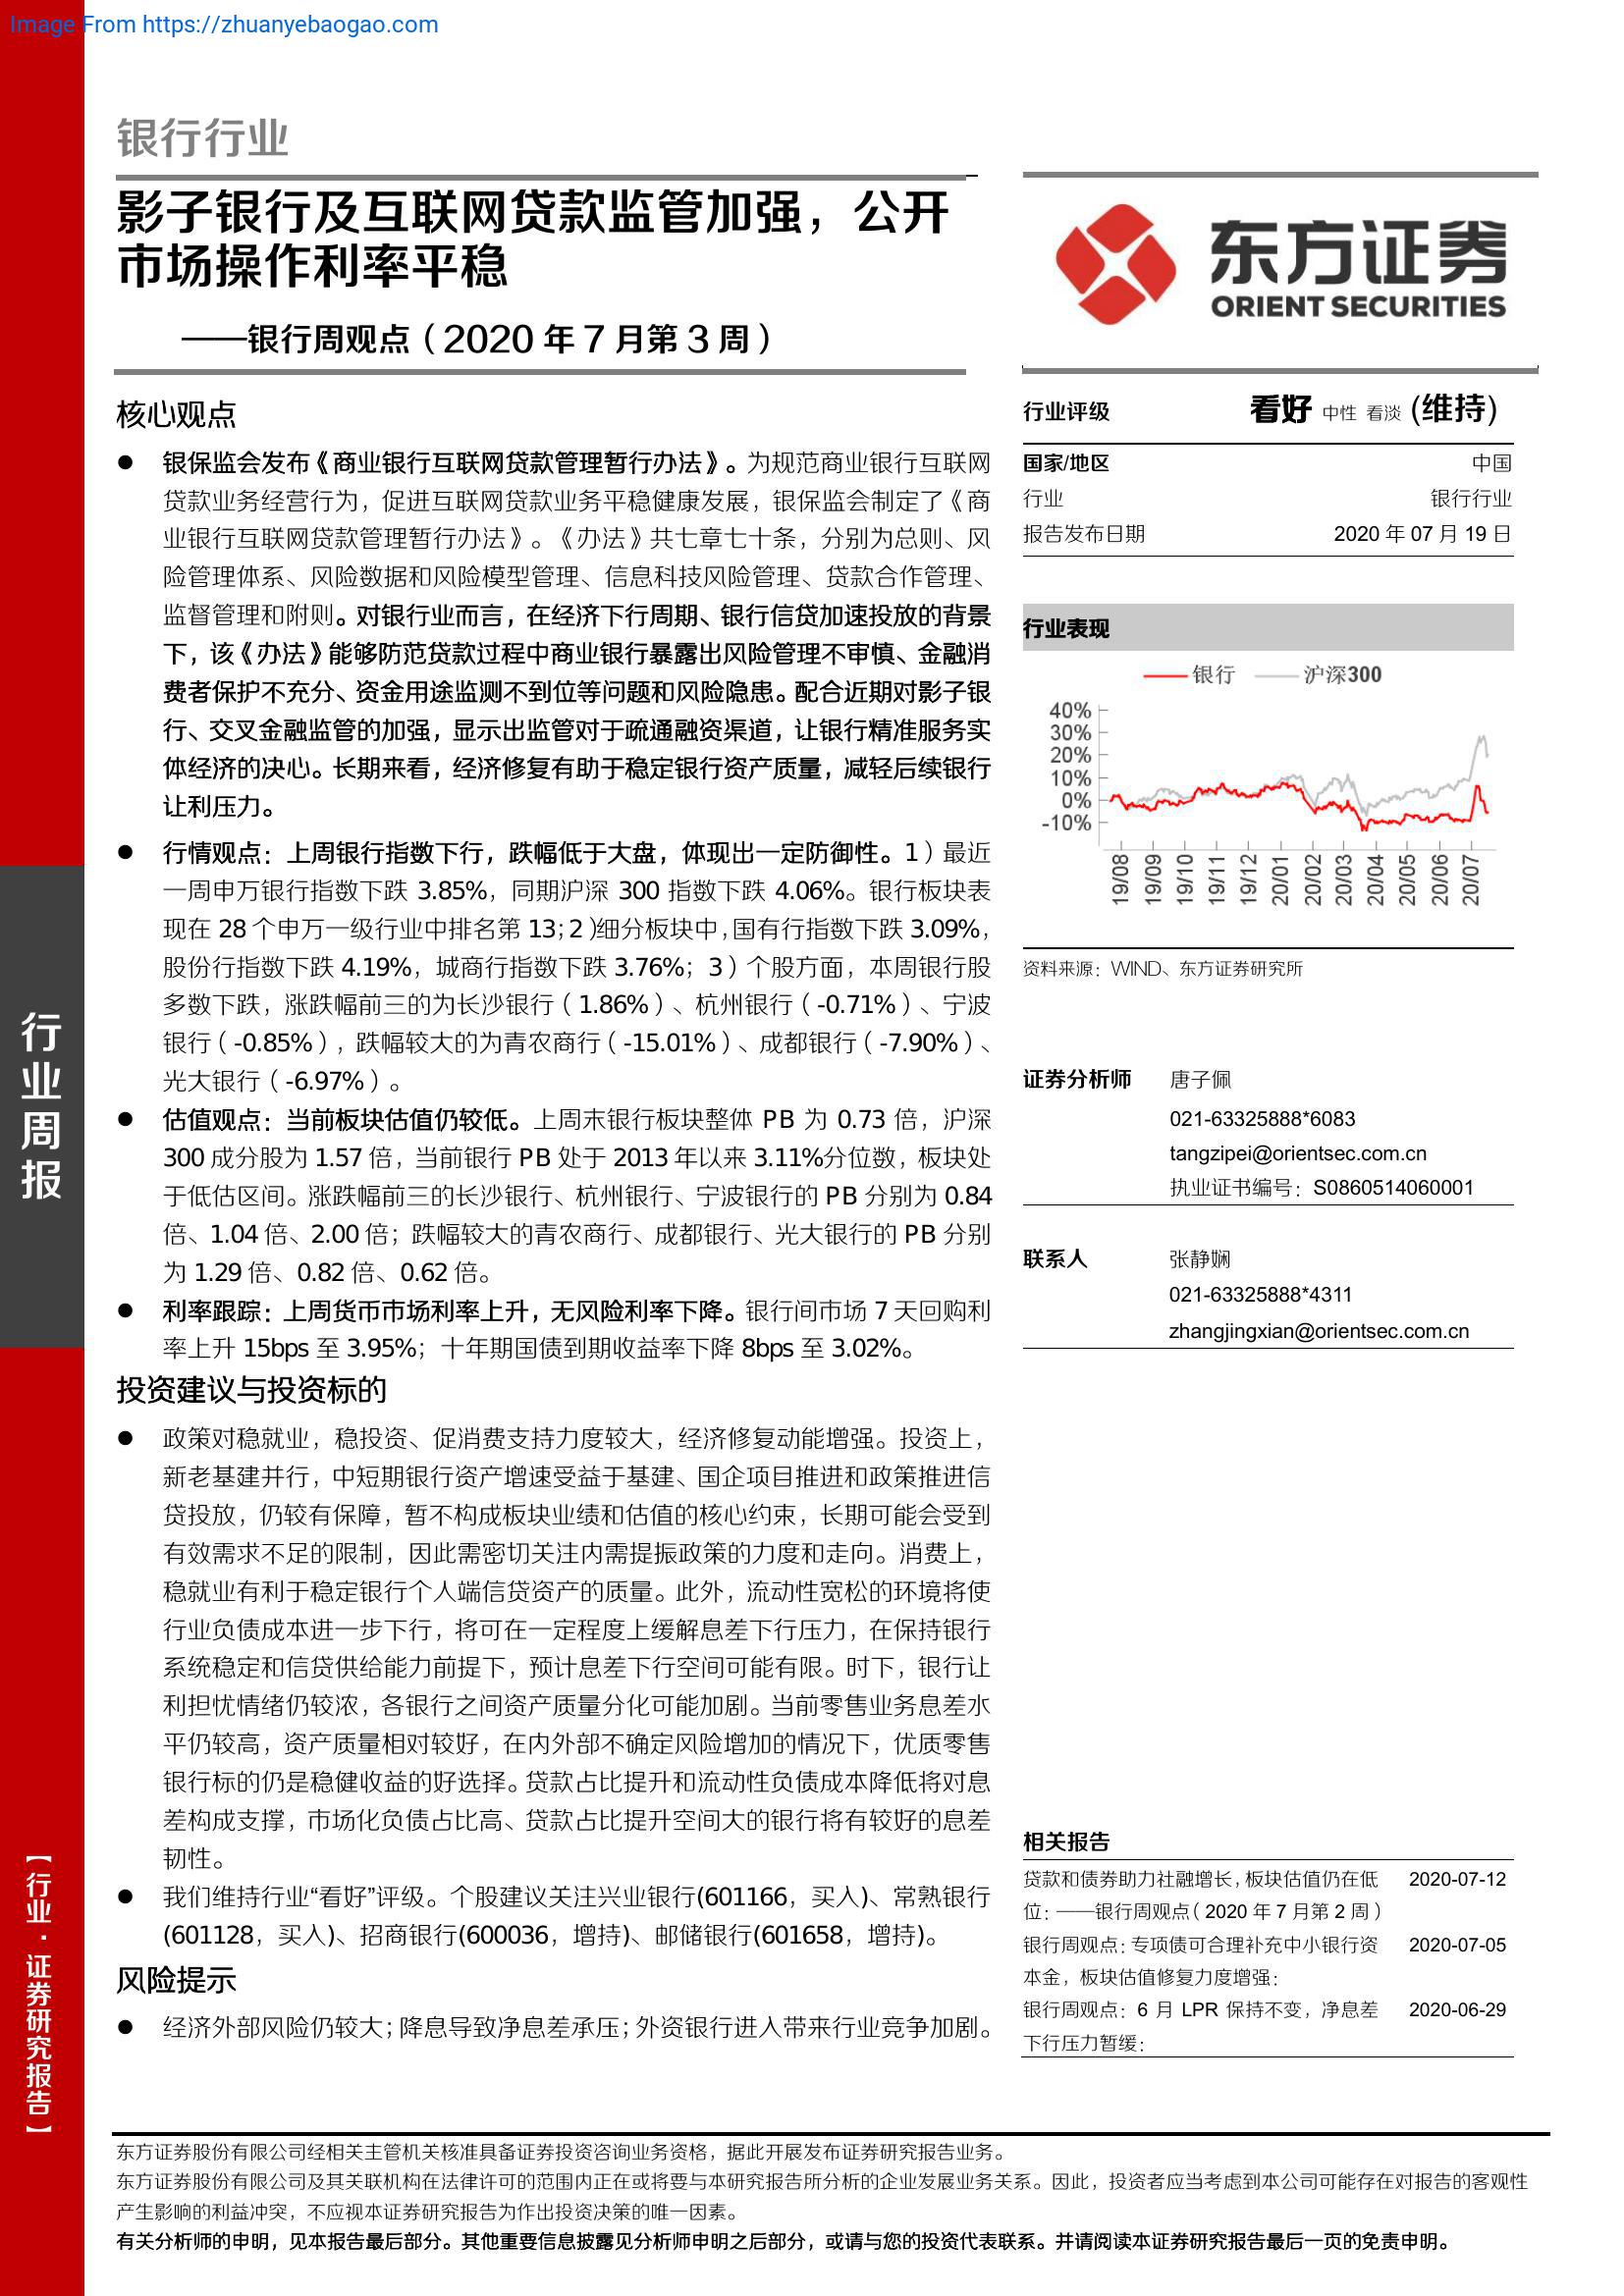 Image From https://zhuanyebaogao.com
银行行业
影子银行及互联网贷款监管加强，公开
市场操作利率平稳
——银行周观点（2020 年 7 月第 3 周）
核心观点
● 银保监会发布《商业银行互联网贷款管理暂行办法》。为规范商业银行互联网
贷款业务经营行为，促进互联网贷款业务平稳健康发展，银保监会制定了《商
业银行互联网贷款管理暂行办法》。《办法》共七章七十条，分别为总则、风
险管理体系、风险数据和风险模型管理、信息科技风险管理、贷款合作管理、
监督管理和附则。对银行业而言，在经济下行周期、银行信贷加速投放的背景
下，该《办法》能够防范贷款过程中商业银行暴露出风险管理不审慎、金融消
费者保护不充分、资金用途监测不到位等问题和风险隐患。配合近期对影子银
行、交叉金融监管的加强，显示出监管对于疏通融资渠道，让银行精准服务实
体经济的决心。长期来看，经济修复有助于稳定银行资产质量，减轻后续银行
让利压力。
● 行情观点：上周银行指数下行，跌幅低于大盘，体现出一定防御性。1）最近
一周申万银行指数下跌 3.85%，同期沪深 300 指数下跌 4.06%。银行板块表
现在 28 个申万一级行业中排名第 13；2）细分板块中，国有行指数下跌 3.09%，
股份行指数下跌 4.19%，城商行指数下跌 3.76%；3）个股方面，本周银行股
多数下跌，涨跌幅前三的为长沙银行（1.86%）、杭州银行（-0.71%）、宁波
银行（-0.85%），跌幅较大的为青农商行（-15.01%）、成都银行（-7.90%）、
光大银行（-6.97%）。
● 估值观点：当前板块估值仍较低。上周末银行板块整体 PB 为 0.73 倍，沪深
300 成分股为 1.57 倍，当前银行 PB 处于 2013 年以来 3.11%分位数，板块处
于低估区间。涨跌幅前三的长沙银行、杭州银行、宁波银行的 PB 分别为 0.84
倍、1.04 倍、2.00 倍；跌幅较大的青农商行、成都银行、光大银行的 PB 分别
为 1.29 倍、0.82 倍、0.62 倍。
● 利率跟踪：上周货币市场利率上升，无风险利率下降。银行间市场 7 天回购利
率上升 15bps 至 3.95%；十年期国债到期收益率下降 8bps 至 3.02%。
投资建议与投资标的
● 政策对稳就业，稳投资、促消费支持力度较大，经济修复动能增强。投资上，
新老基建并行，中短期银行资产增速受益于基建、国企项目推进和政策推进信
贷投放，仍较有保障，暂不构成板块业绩和估值的核心约束，长期可能会受到
有效需求不足的限制，因此需密切关注内需提振政策的力度和走向。消费上，
稳就业有利于稳定银行个人端信贷资产的质量。此外，流动性宽松的环境将使
行业负债成本进一步下行，将可在一定程度上缓解息差下行压力，在保持银行
系统稳定和信贷供给能力前提下，预计息差下行空间可能有限。时下，银行让
利担忧情绪仍较浓，各银行之间资产质量分化可能加剧。当前零售业务息差水
平仍较高，资产质量相对较好，在内外部不确定风险增加的情况下，优质零售
银行标的仍是稳健收益的好选择。贷款占比提升和流动性负债成本降低将对息
差构成支撑，市场化负债占比高、贷款占比提升空间大的银行将有较好的息差
韧性。
● 我们维持行业“看好”评级。个股建议关注兴业银行(601166，买入)、常熟银行
(601128，买入)、招商银行(600036，增持)、邮储银行(601658，增持)。
风险提示
● 经济外部风险仍较大；降息导致净息差承压；外资银行进入带来行业竞争加剧。
东方证券
ORIENT SECURITIES
行业评级 看好 中性 看淡 (维持)
国家/地区 中国
行业 银行行业
报告发布日期 2020 年 07 月 19 日
行业表现
银行 沪深300
40%
30%
20%
10%
0%
-10%
19/08 19/09 19/10 19/11 19/12 20/01 20/02 20/03 20/04 20/05 20/06 20/07
资料来源：WIND、东方证券研究所
证券分析师 唐子佩
021-63325888*6083
tangzipei@orientsec.com.cn
执业证书编号：S0860514060001
联系人 张静娴
021-63325888*4311
zhangjingxian@orientsec.com.cn
相关报告
贷款和债券助力社融增长，板块估值仍在低 2020-07-12
位：——银行周观点（2020 年 7 月第 2 周）
银行周观点：专项债可合理补充中小银行资 2020-07-05
本金，板块估值修复力度增强：
银行周观点：6 月 LPR 保持不变，净息差 2020-06-29
下行压力暂缓：
行业周报
【行业·证券研究报告】
东方证券股份有限公司经相关主管机关核准具备证券投资咨询业务资格，据此开展发布证券研究报告业务。
东方证券股份有限公司及其关联机构在法律许可的范围内正在或将要与本研究报告所分析的企业发展业务关系。因此，投资者应当考虑到本公司可能存在对报告的客观性
产生影响的利益冲突，不应视本证券研究报告为作出投资决策的唯一因素。
有关分析师的申明，见本报告最后部分。其他重要信息披露见分析师申明之后部分，或请与您的投资代表联系。并请阅读本证券研究报告最后一页的免责申明。